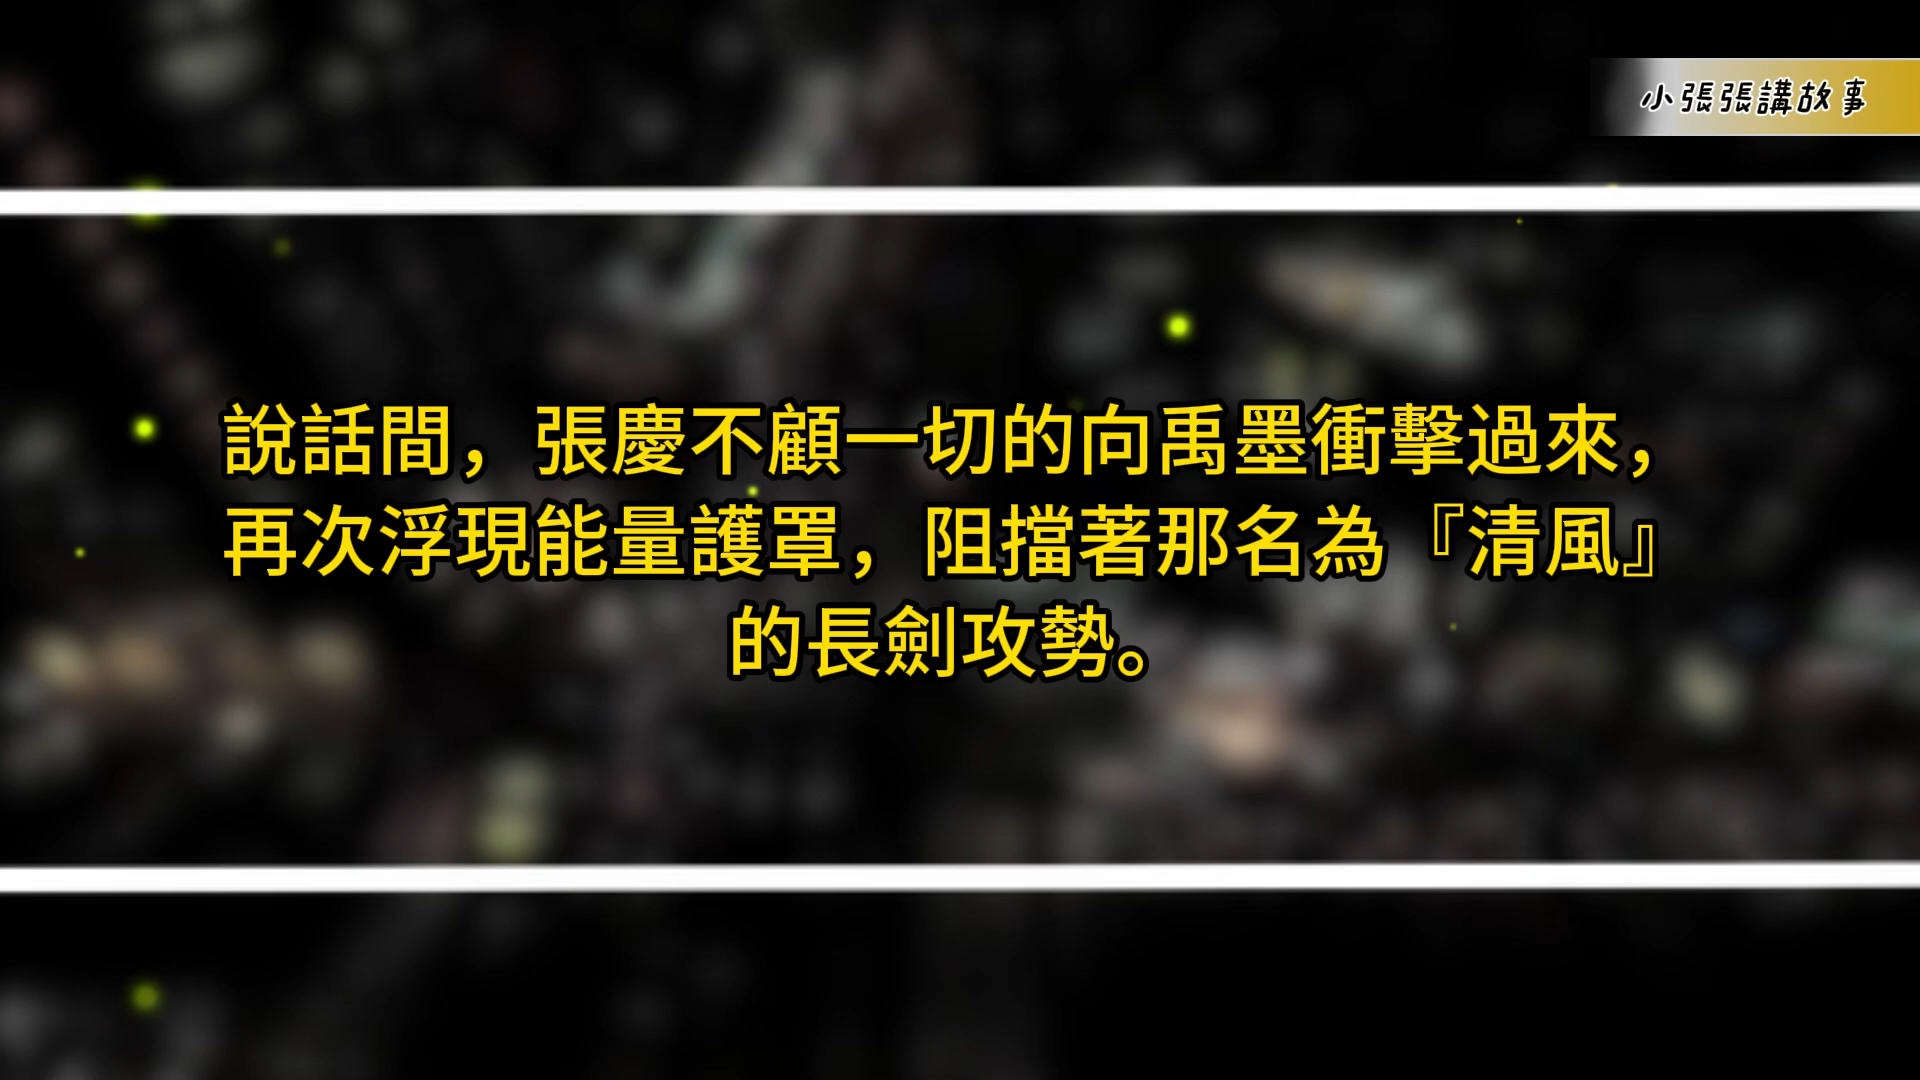 小張張講故事
說話間，張慶不顧一切的向禹墨衝擊過來，
再次浮現能量護罩，阻擋著那名為『清風』
的長劍攻勢。